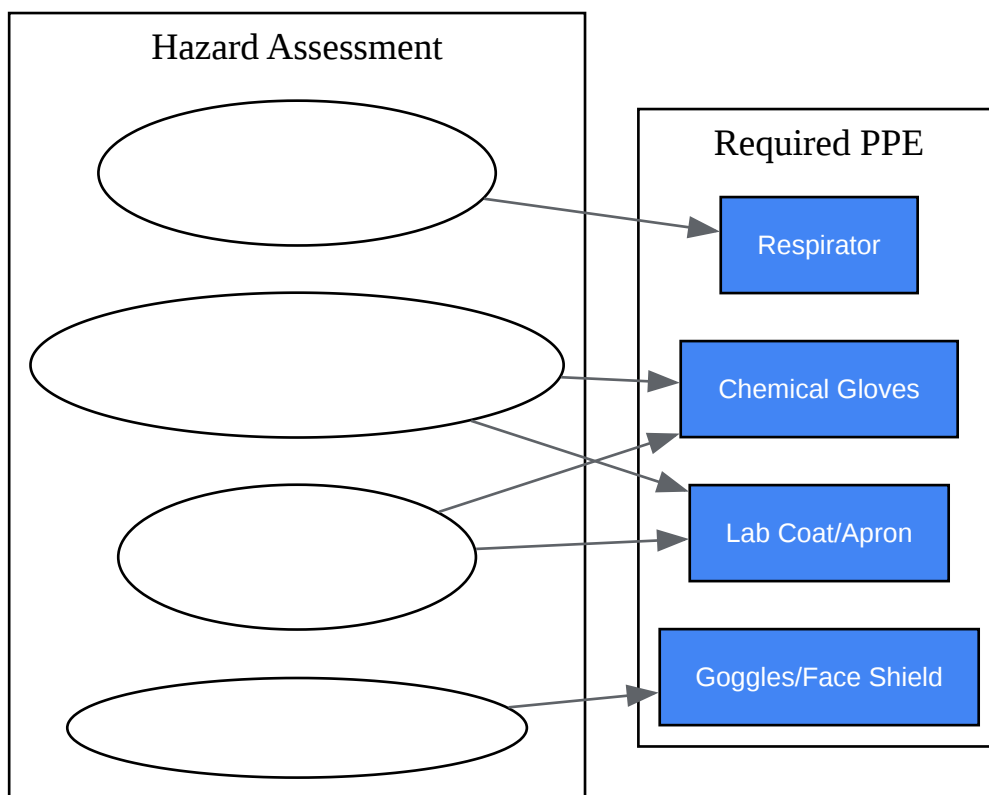 Hazard Assessment
Required PPE
Respirator
Chemical Gloves
Lab Coat/Apron
Goggles/Face Shield